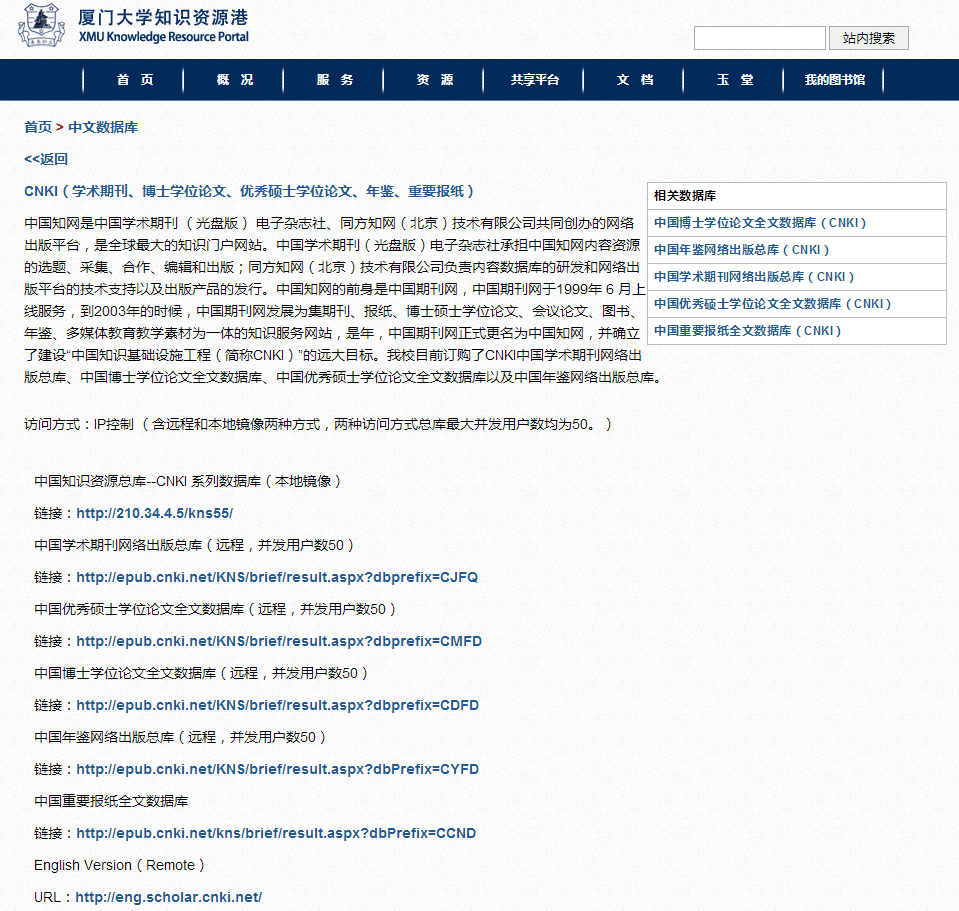 厦门大学知识资源港
XMU Knowledge Resource Portal
站内搜索
首 页 概 况 服 务 资 源 共享平台 文 档 玉 堂 我的图书馆
首页 > 中文数据库
<<返回
CNKI（学术期刊、博士学位论文、优秀硕士学位论文、年鉴、重要报纸）
中国知网是中国学术期刊 （光盘版） 电子杂志社、同方知网（北京）技术有限公司共同创办的网络
出版平台，是全球最大的知识门户网站。中国学术期刊（光盘版）电子杂志社承担中国知网内容资源
的选题、采集、合作、编辑和出版；同方知网（北京）技术有限公司负责内容数据库的研发和网络出
版平台的技术支持以及出版产品的发行。中国知网的前身是中国期刊网，中国期刊网于1999年 6 月上
线服务，到2003年的时候，中国期刊网发展为集期刊、报纸、博士硕士学位论文、会议论文、图书、
年鉴、多媒体教育教学素材为一体的知识服务网站，是年，中国期刊网正式更名为中国知网，并确立
了建设“中国知识基础设施工程（简称CNKI）”的远大目标。我校目前订购了CNKI中国学术期刊网络出
版总库、中国博士学位论文全文数据库、中国优秀硕士学位论文全文数据库以及中国年鉴网络出版总库。
相关数据库
中国博士学位论文全文数据库（CNKI）
中国年鉴网络出版总库（CNKI）
中国学术期刊网络出版总库（CNKI）
中国优秀硕士学位论文全文数据库（CNKI）
中国重要报纸全文数据库（CNKI）
访问方式：IP控制 （含远程和本地镜像两种方式，两种访问方式总库最大并发用户数均为50。 ）
中国知识资源总库--CNKI 系列数据库（本地镜像）
链接：http://210.34.4.5/kns55/
中国学术期刊网络出版总库（远程，并发用户数50）
链接：http://epub.cnki.net/KNS/brief/result.aspx?dbprefix=CJFQ
中国优秀硕士学位论文全文数据库（远程，并发用户数50）
链接：http://epub.cnki.net/KNS/brief/result.aspx?dbprefix=CMFD
中国博士学位论文全文数据库（远程，并发用户数50）
链接：http://epub.cnki.net/KNS/brief/result.aspx?dbprefix=CDFD
中国年鉴网络出版总库（远程，并发用户数50）
链接：http://epub.cnki.net/KNS/brief/result.aspx?dbPrefix=CYFD
中国重要报纸全文数据库
链接：http://epub.cnki.net/kns/brief/result.aspx?dbPrefix=CCND
English Version（Remote）
URL：http://eng.scholar.cnki.net/